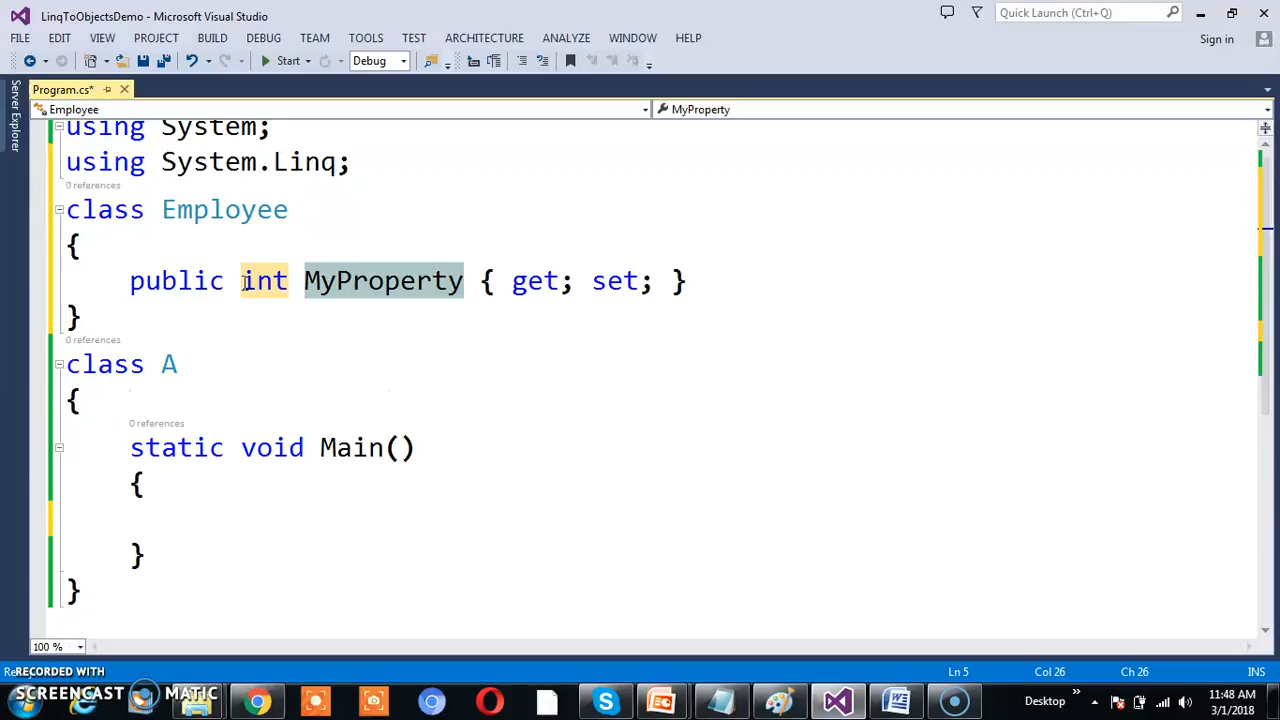 LinqToObjectsDemo - Microsoft Visual Studio
Quick Launch (Ctrl+Q)
FILE EDIT VIEW PROJECT BUILD DEBUG TEAM TOOLS TEST ARCHITECTURE ANALYZE WINDOW HELP
Sign in
Start Debug
Server Explorer
Program.cs*
Employee MyProperty
using System;
using System.Linq;
0 references
class Employee
{
public int MyProperty { get; set; }
}
0 references
class A
{
0 references
static void Main()
{
}
}
100 %
Ln 5 Col 26 Ch 26 INS
RECORDED WITH
SCREENCAST MATIC
Desktop
11:48 AM
3/1/2018